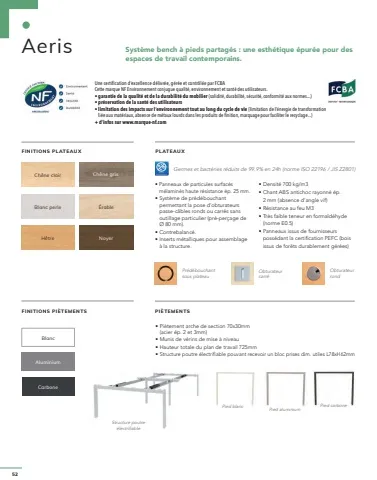 Aeris
Système bench à pieds partagés : une esthétique épurée pour des
espaces de travail contemporains.
NF
Environnement
Santé
Sécurité
Durabilité
Une certification d'excellence délivrée, gérée et contrôlée par FCBA
Cette marque NF Environnement conjugue qualité, environnement et santé des utilisateurs.
• garantie de la qualité et de la durabilité du mobilier (solidité, durabilité, sécurité, conformité aux normes...)
• préservation de la santé des utilisateurs
• limitation des impacts sur l'environnement tout au long du cycle de vie (limitation de l'énergie de transformation
liée aux matériaux, absence de métaux lourds dans les produits de finition, marquage pour faciliter le recyclage...)
+ d'infos sur www.marque-nf.com
FCBA
FINITIONS PLATEAUX
Chêne clair
Chêne gris
Blanc perle
Érable
Hêtre
Noyer
PLATEAUX
Germes et bactéries réduits de 99.9% en 24h (norme ISO 22196 / JIS Z2801)
• Panneaux de particules surfacés
mélaminés haute résistance ép. 25 mm.
• Système de prédébouchant
permettant la pose d'obturateurs
passe-câbles ronds ou carrés sans
outillage particulier (pré-perçage de
Ø 80 mm).
• Contrebalancé.
• Inserts métalliques pour assemblage
à la structure.
• Densité 700 kg/m3
• Chant ABS antichoc rayonné ép.
2 mm (absence d'angle vif)
• Résistance au feu M3
• Très faible teneur en formaldéhyde
(norme E0.5)
• Panneaux issus de fournisseurs
possédant la certification PEFC (bois
issus de forêts durablement gérées)
Prédébouchant
sous plateau
Obturateur
carré
Obturateur
rond
FINITIONS PIÈTEMENTS
Blanc
Aluminium
Carbone
PIÈTEMENTS
• Piètement arche de section 70x30mm
(acier ép. 2 et 3mm)
• Munis de vérins de mise à niveau
• Hauteur totale du plan de travail 725mm
• Structure poutre électrifiable pouvant recevoir un bloc prises dim. utiles L78xH62mm
Structure poutre
électrifiable
Pied blanc
Pied aluminium
Pied carbone
52